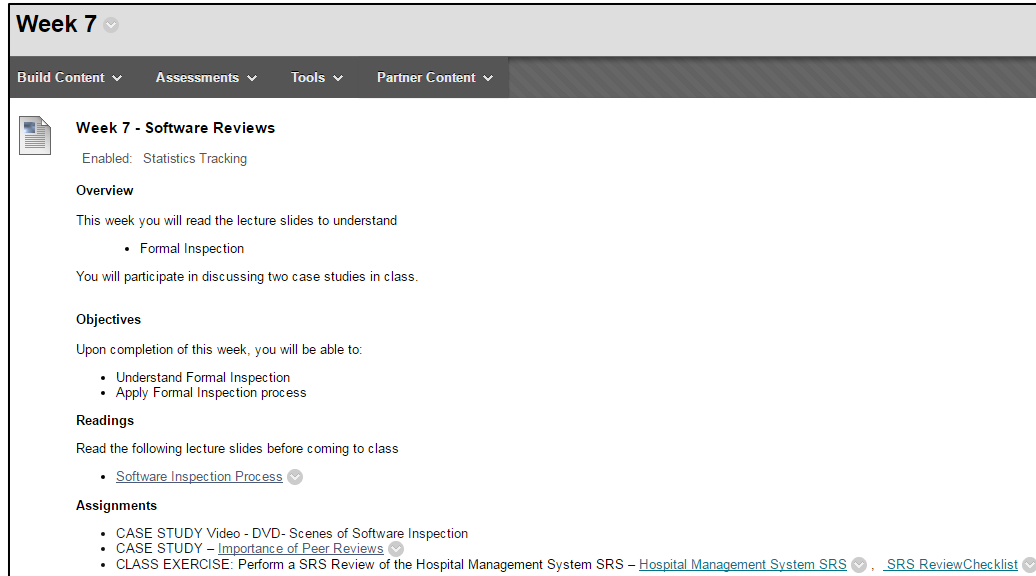 Week 7
Build Content Assessments Tools Partner Content
Week 7 - Software Reviews
Enabled: Statistics Tracking
Overview
This week you will read the lecture slides to understand
• Formal Inspection
You will participate in discussing two case studies in class.
Objectives
Upon completion of this week, you will be able to:
• Understand Formal Inspection
• Apply Formal Inspection process
Readings
Read the following lecture slides before coming to class
• Software Inspection Process
Assignments
• CASE STUDY Video - DVD- Scenes of Software Inspection
• CASE STUDY – Importance of Peer Reviews
• CLASS EXERCISE: Perform a SRS Review of the Hospital Management System SRS – Hospital Management System SRS , SRS ReviewChecklist